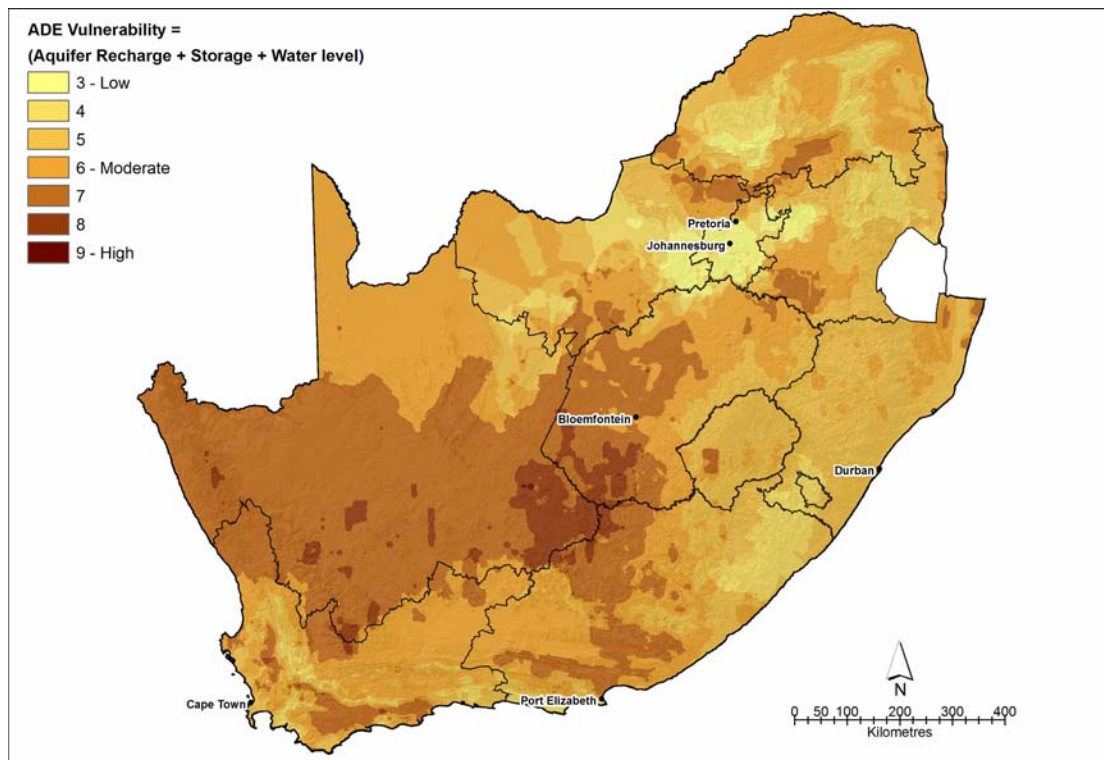 ADE Vulnerability =
(Aquifer Recharge + Storage + Water level)
3 - Low
4
5
6 - Moderate
7
8
9 - High
Pretoria
Johannesburg
Bloemfontein
Durban
Cape Town
Port Elizabeth
N
0 50 100 200 300 400
Kilometres